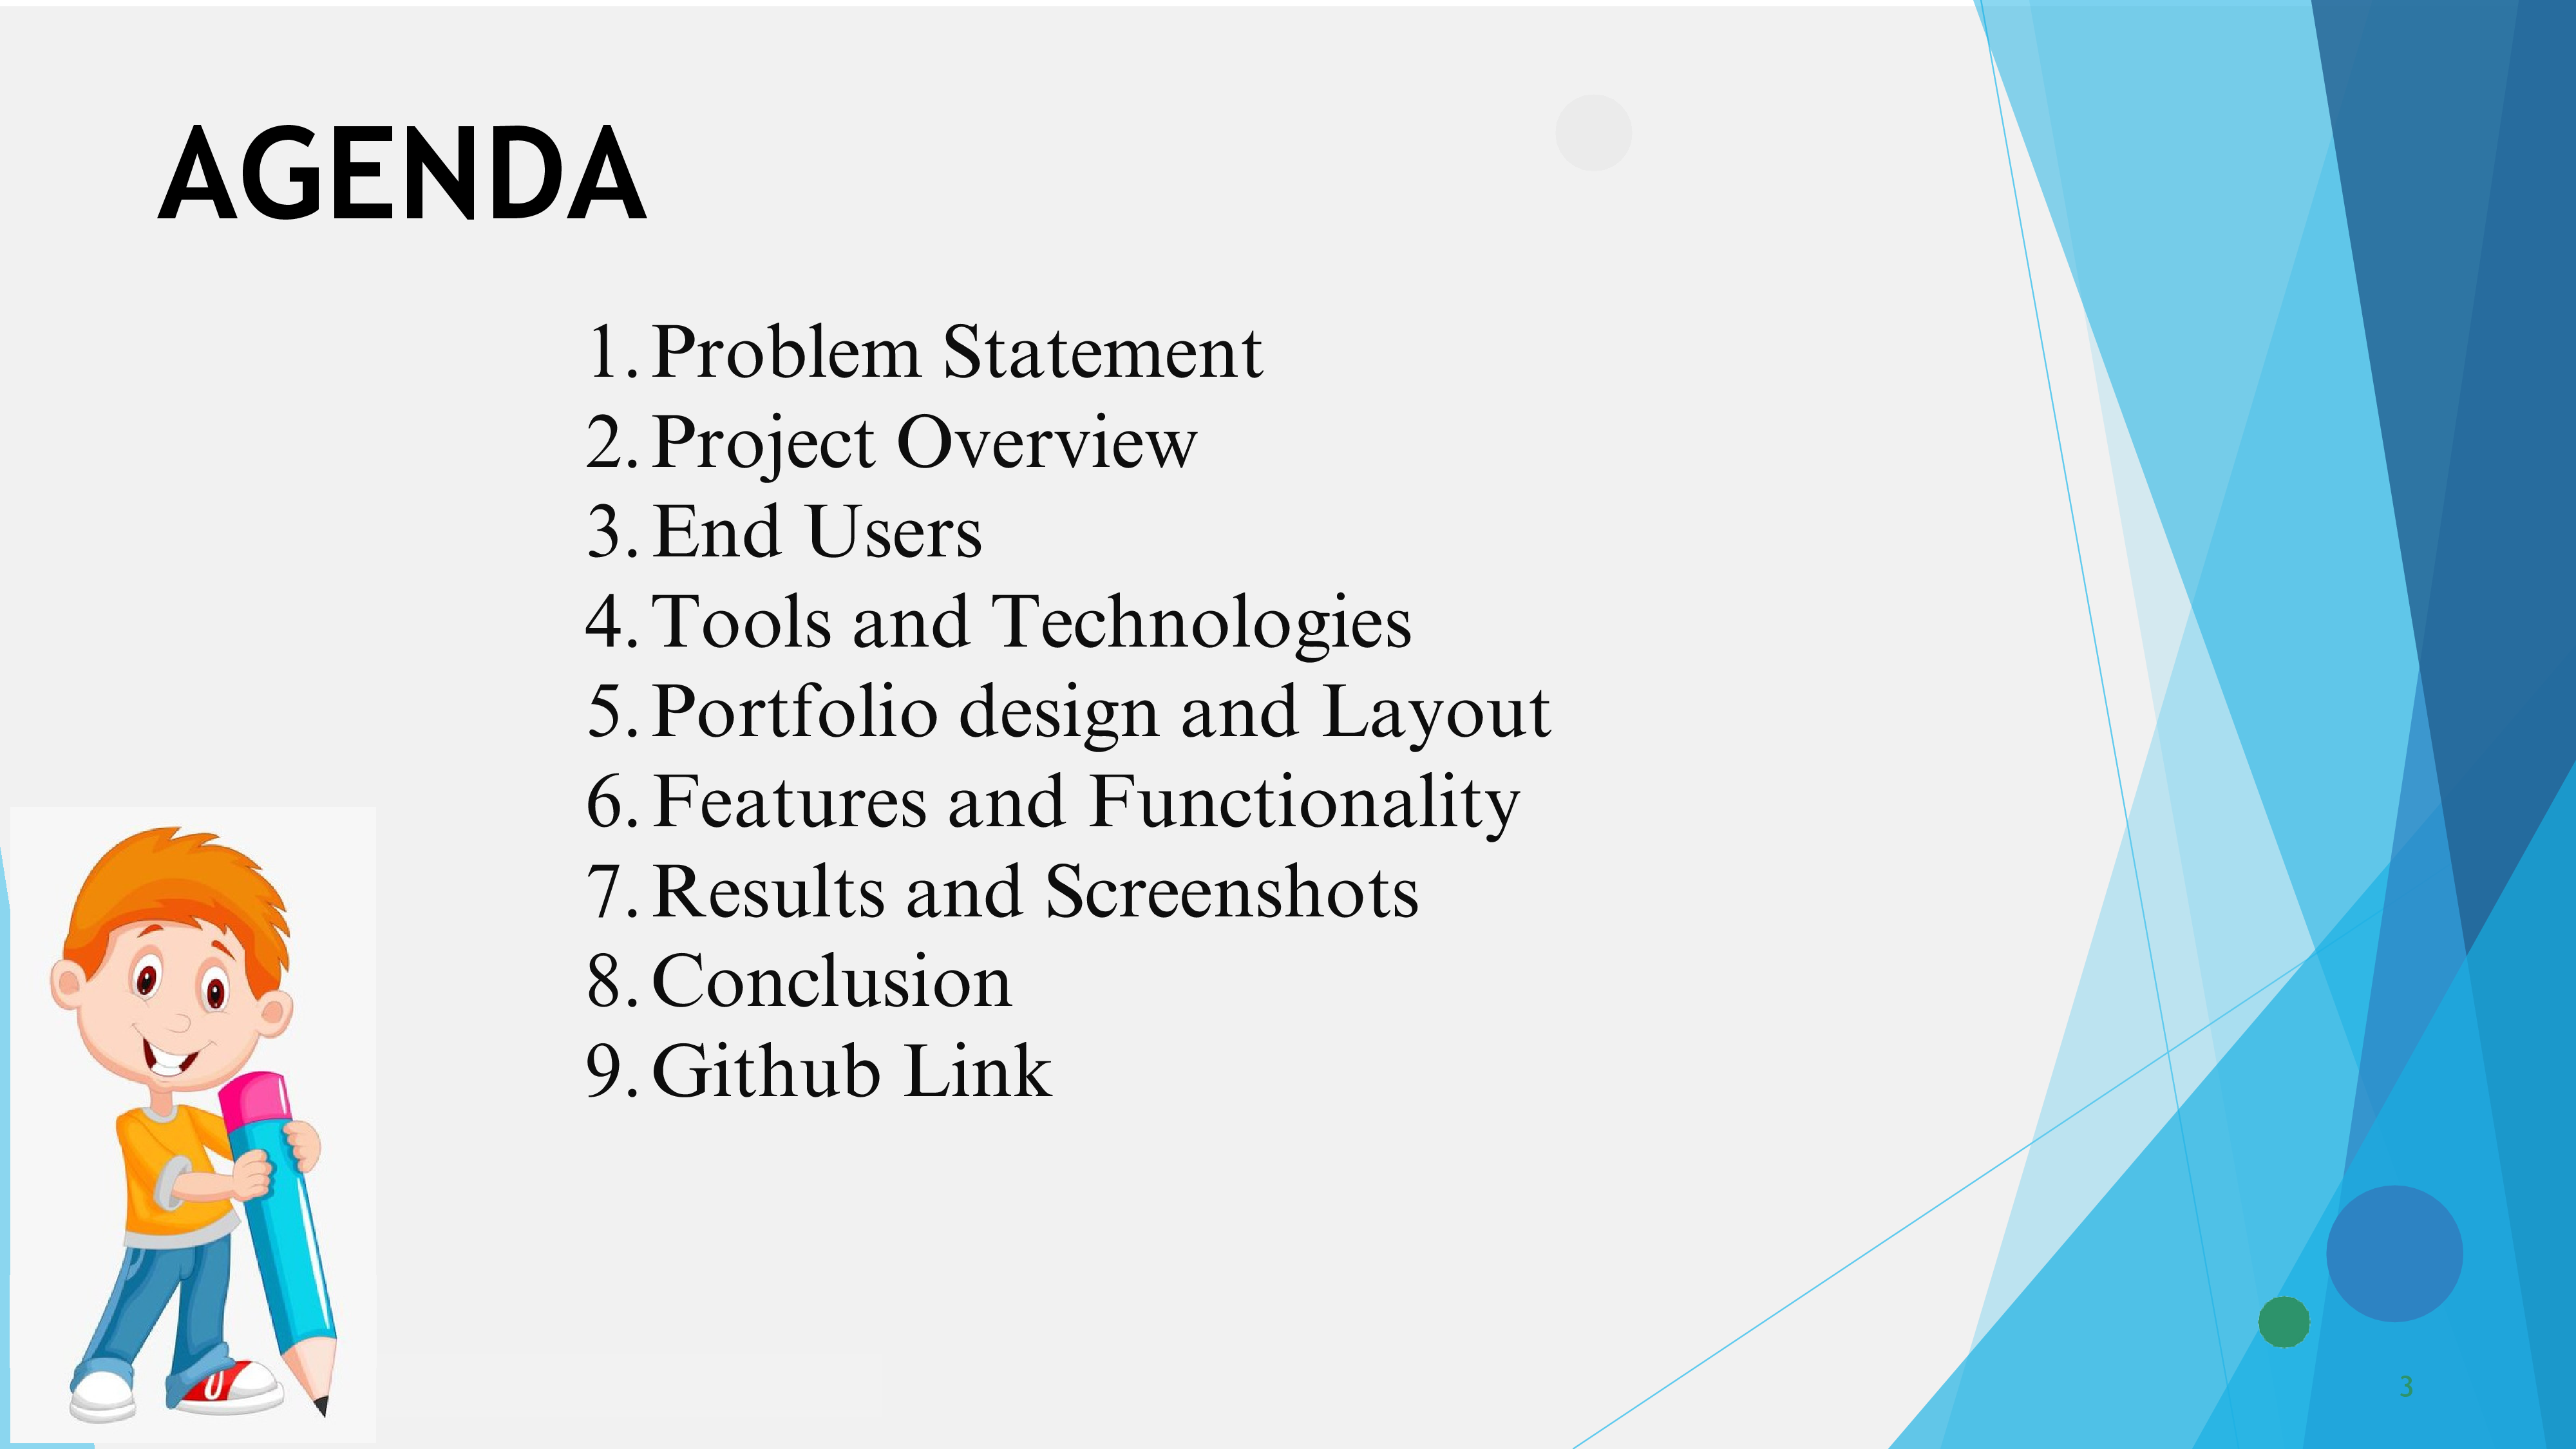 AGENDA
1. Problem Statement
2. Project Overview
3. End Users
4. Tools and Technologies
5. Portfolio design and Layout
6. Features and Functionality
7. Results and Screenshots
8. Conclusion
9. Github Link
3